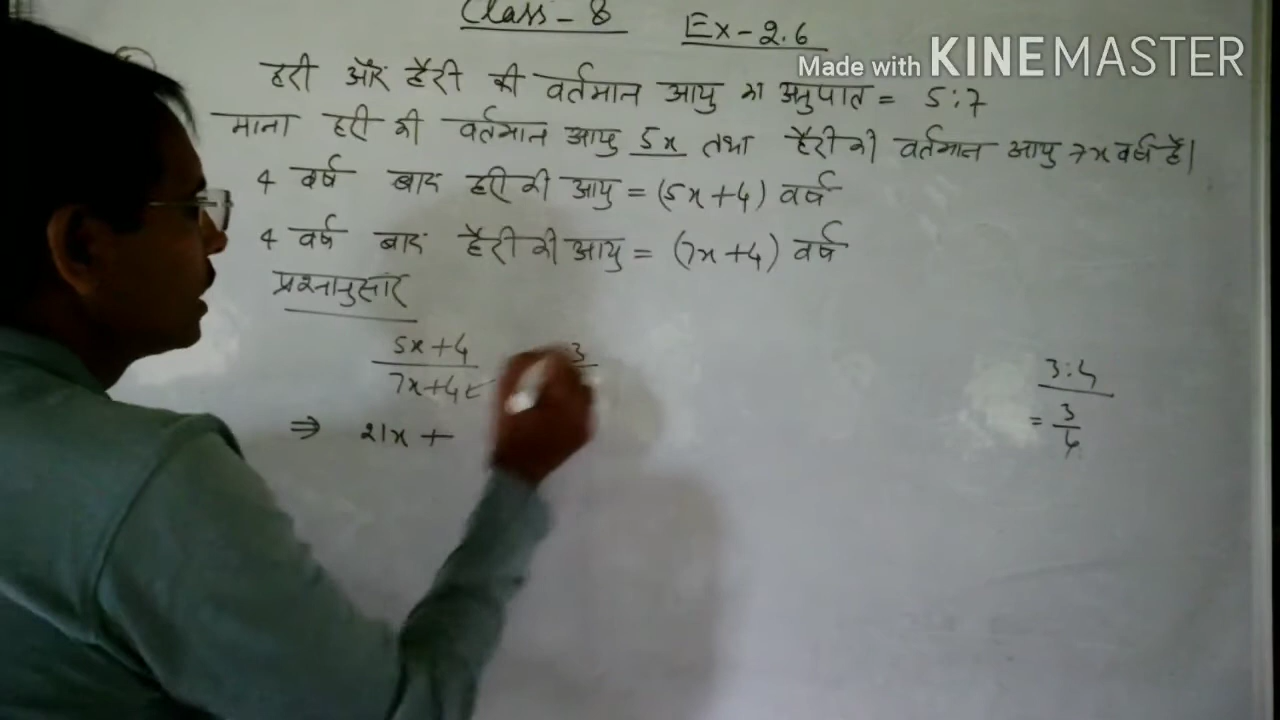 Class - 8 Ex - 2.6
Made with KINEMASTER
हरी और हैरी की वर्तमान आयु का अनुपात = 5:7
माना हरी की वर्तमान आयु 5x तथा हैरी की वर्तमान आयु 7x वर्ष है।
4 वर्ष बाद हरी की आयु = (5x+4) वर्ष
4 वर्ष बाद हैरी की आयु = (7x+4) वर्ष
प्रश्नानुसार
5x+4 3
7x+4
⇒ 21x +
3:4
= 3
4